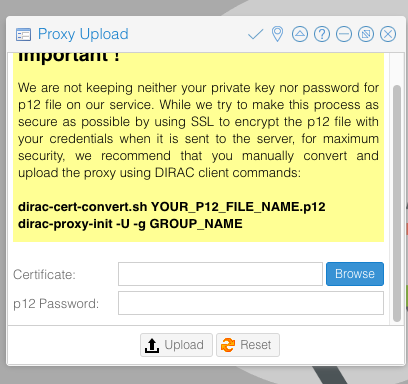 Proxy Upload
Important !
We are not keeping neither your private key nor password for
p12 file on our service. While we try to make this process as
secure as possible by using SSL to encrypt the p12 file with
your credentials when it is sent to the server, for maximum
security, we recommend that you manually convert and
upload the proxy using DIRAC client commands:
dirac-cert-convert.sh YOUR_P12_FILE_NAME.p12
dirac-proxy-init -U -g GROUP_NAME
Certificate:
Browse
p12 Password:
Upload
Reset